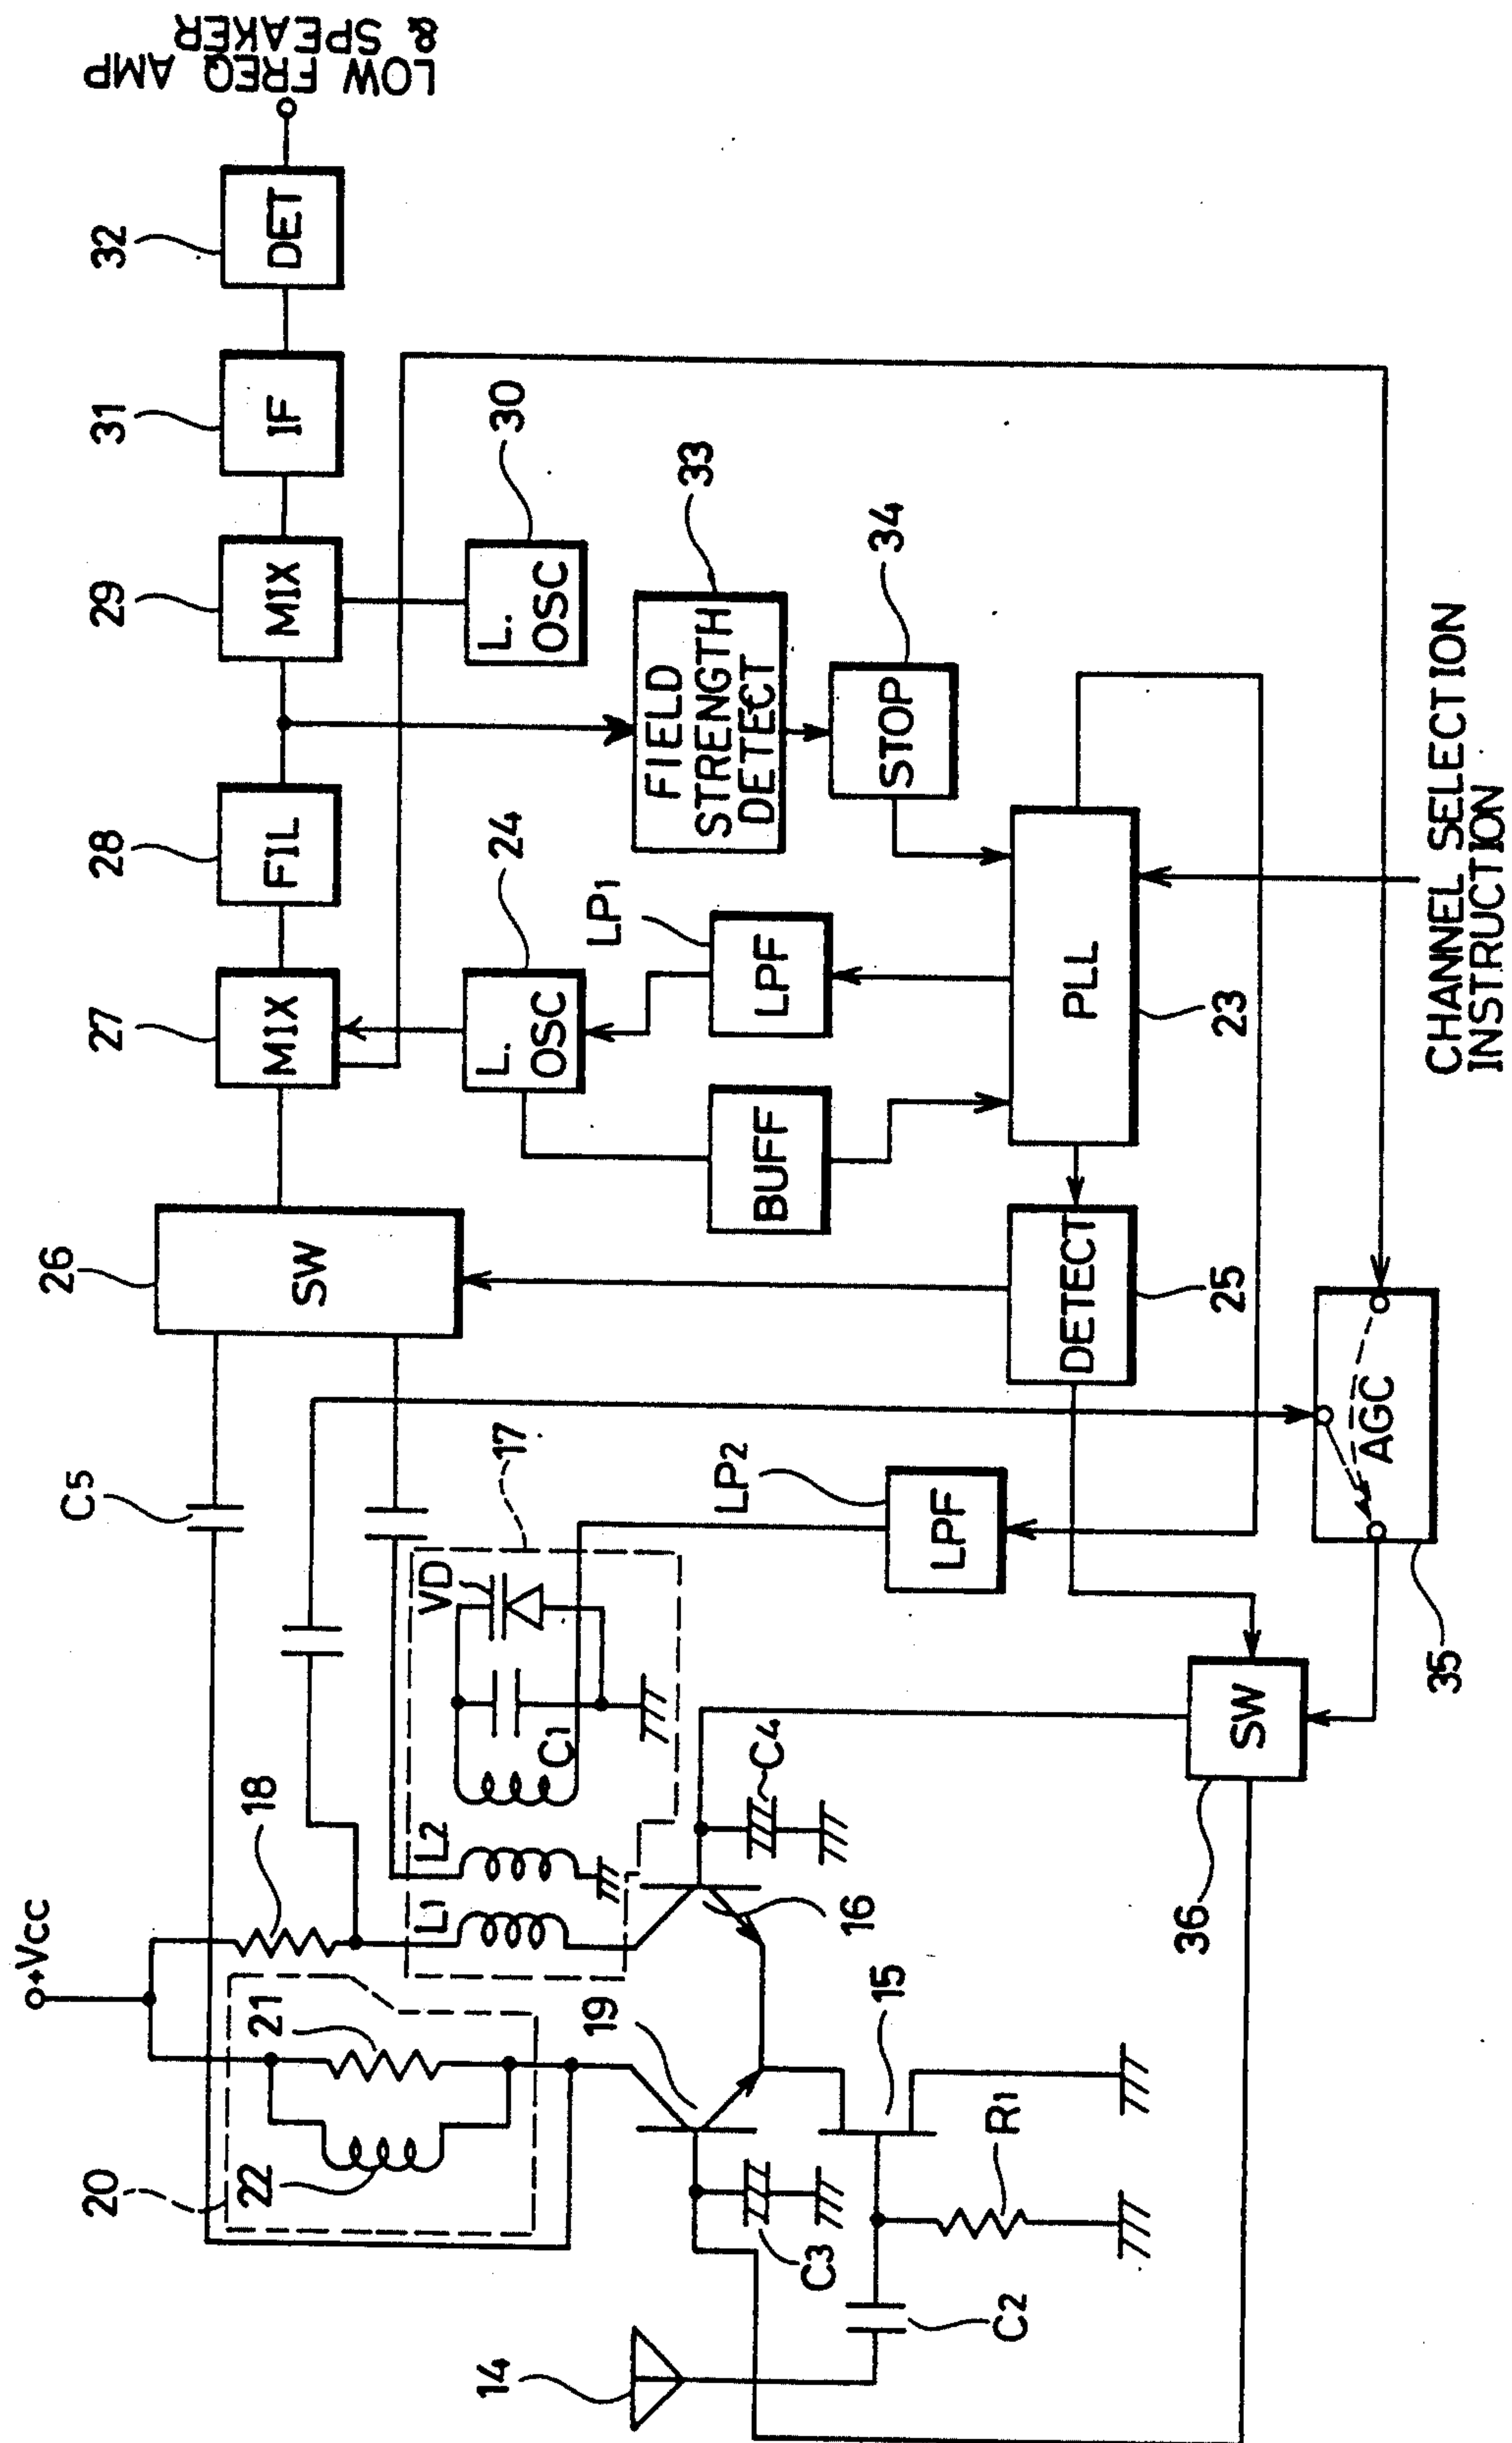 +VCC
20
22
21
18
C5
26
SW
27
MIX
28
FIL
29
MIX
31
IF
32
DET
LOW FREQ AMP
& SPEAKER
L1
L2
C1
VD
17
24
L.
OSC
30
L.
OSC
19
16
C4
LP1
LPF
BUFF
33
FIELD
STRENGTH
DETECT
14
C3
C2
15
R1
LP2
LPF
34
STOP
PLL
23
DETECT
25
36
SW
35
AGC
CHANNEL SELECTION
INSTRUCTION